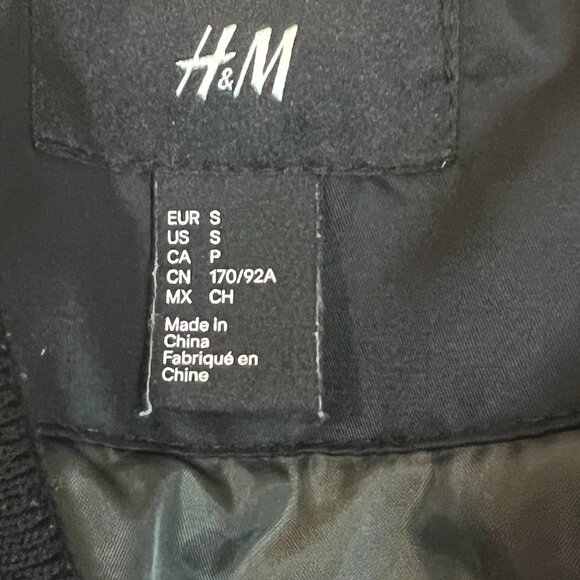 H&M
EUR S
US S
CA P
CN 170/92A
MX CH
Made in
China
Fabriqué en
Chine